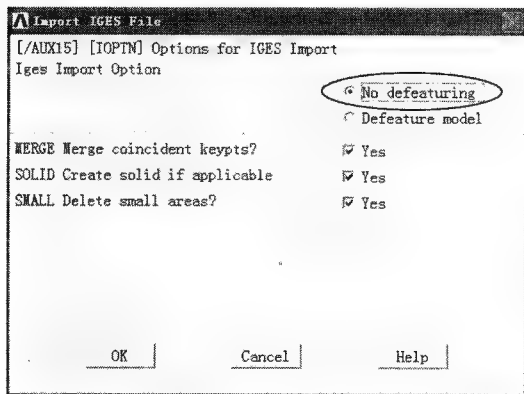 Import IGES File
[/AUX15] [IOPTN] Options for IGES Import
Iges Import Option
No defeaturing
Defeature model
MERGE Merge coincident keypts?
Yes
SOLID Create solid if applicable
Yes
SMALL Delete small areas?
Yes
OK
Cancel
Help